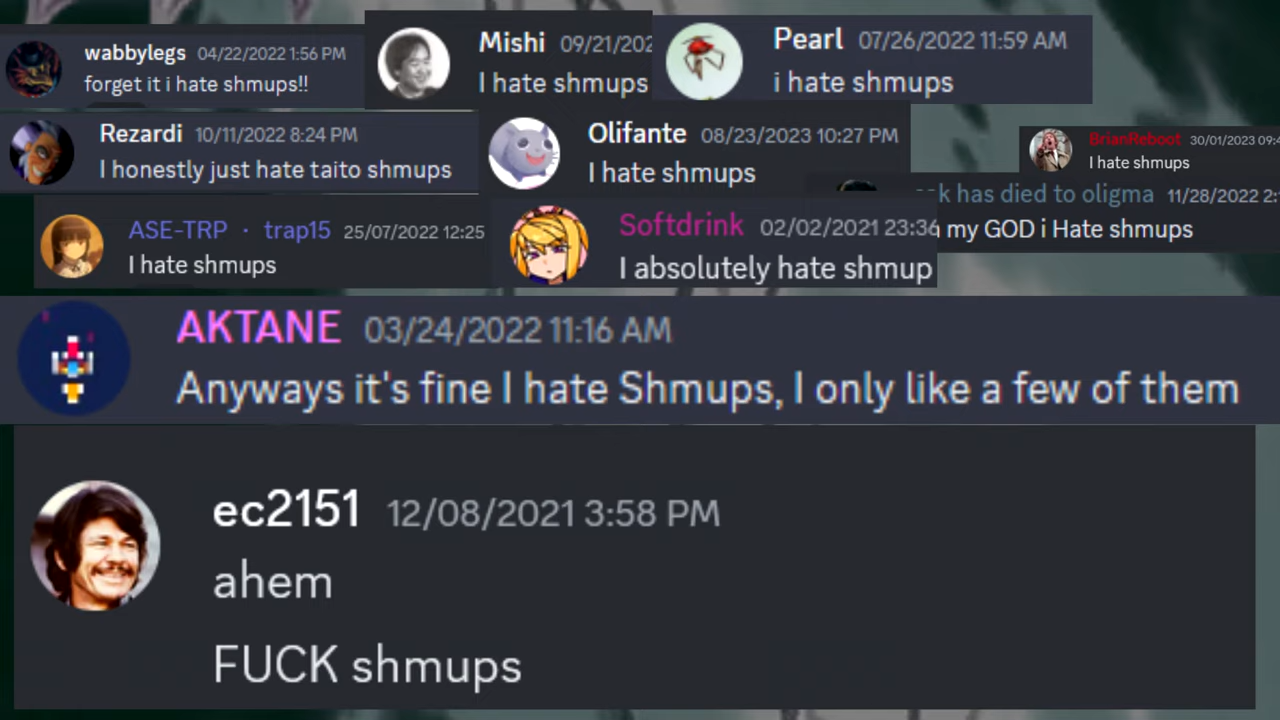 wabbylegs 04/22/2022 1:56 PM
forget it i hate shmups!!
Mishi 09/21/202
I hate shmups
Pearl 07/26/2022 11:59 AM
i hate shmups
Rezardi 10/11/2022 8:24 PM
I honestly just hate taito shmups
Olifante 08/23/2023 10:27 PM
I hate shmups
BrianReboot 30/01/2023 09:4
I hate shmups
k has died to oligma 11/28/2022 2:1
my GOD i Hate shmups
ASE-TRP · trap15 25/07/2022 12:25
I hate shmups
Softdrink 02/02/2021 23:36
I absolutely hate shmup
AKTANE 03/24/2022 11:16 AM
Anyways it's fine I hate Shmups, I only like a few of them
ec2151 12/08/2021 3:58 PM
ahem
FUCK shmups